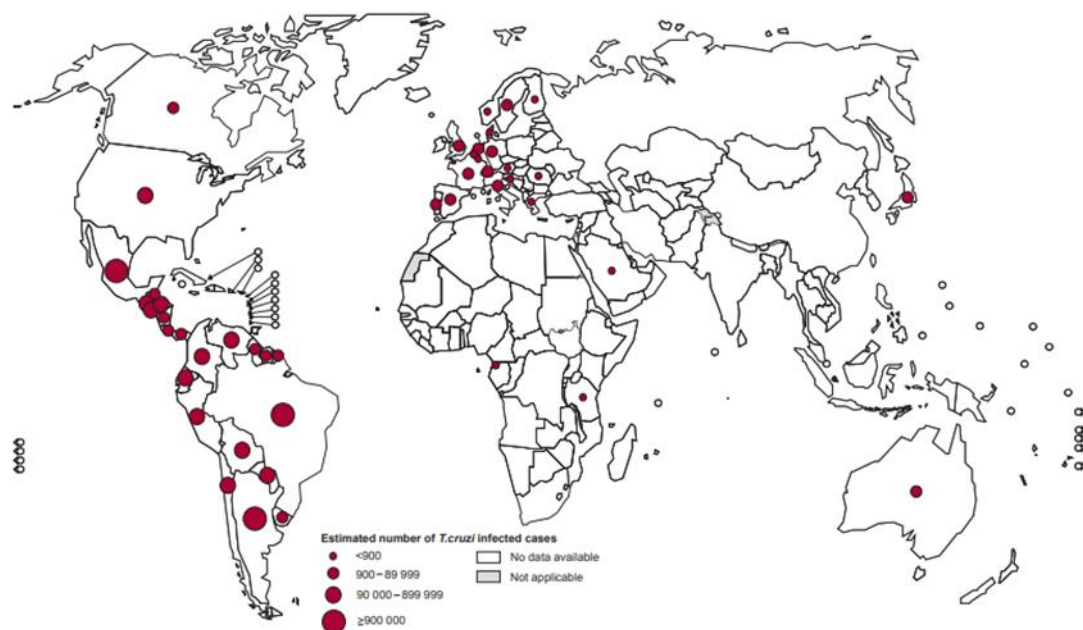 Estimated number of T.cruzi infected cases
<900
900–89 999
90 000–899 999
≥900 000
No data available
Not applicable